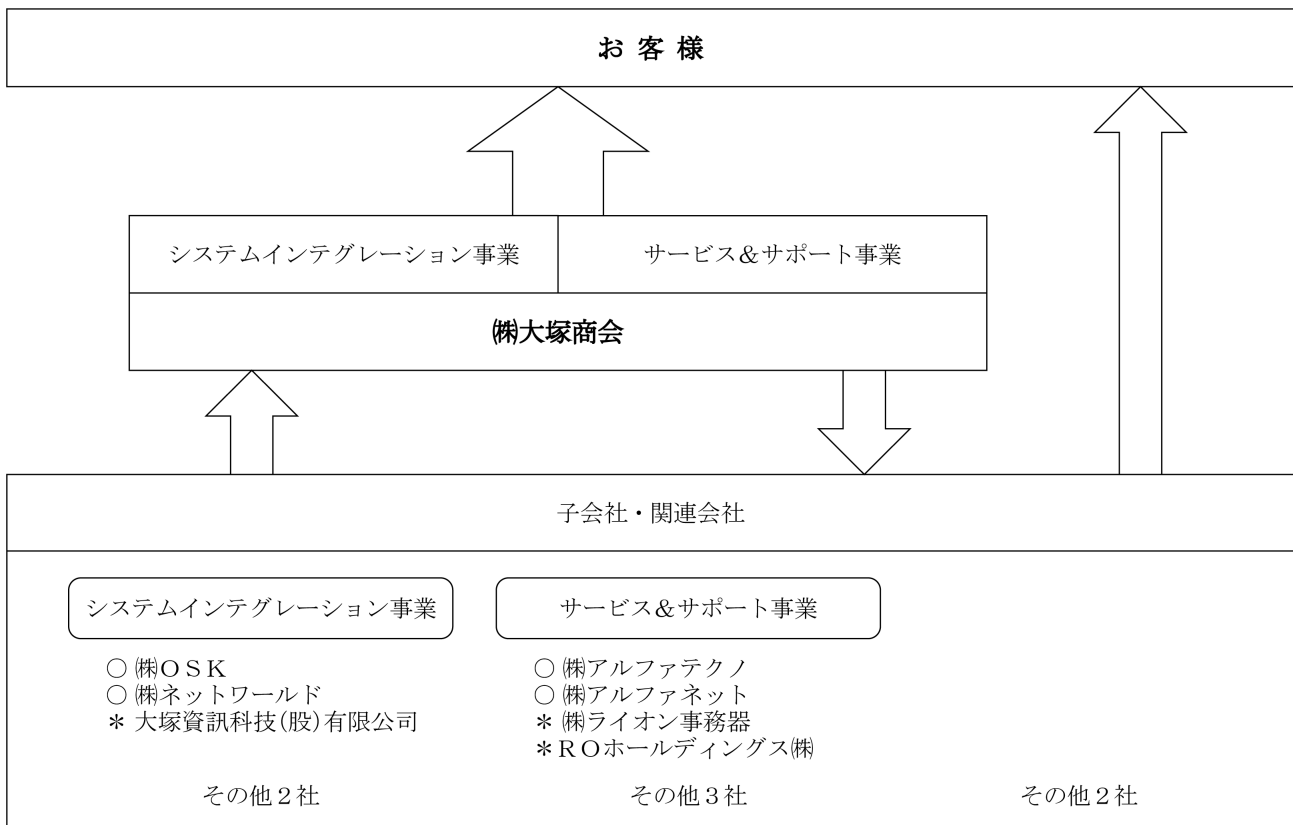 お 客 様
システムインテグレーション事業
サービス&サポート事業
㈱大塚商会
子会社・関連会社
システムインテグレーション事業
○ ㈱OSK
○ ㈱ネットワールド
* 大塚資訊科技(股)有限公司
その他2社
サービス&サポート事業
○ ㈱アルファテクノ
○ ㈱アルファネット
* ㈱ライオン事務器
*ROホールディングス㈱
その他3社
その他2社